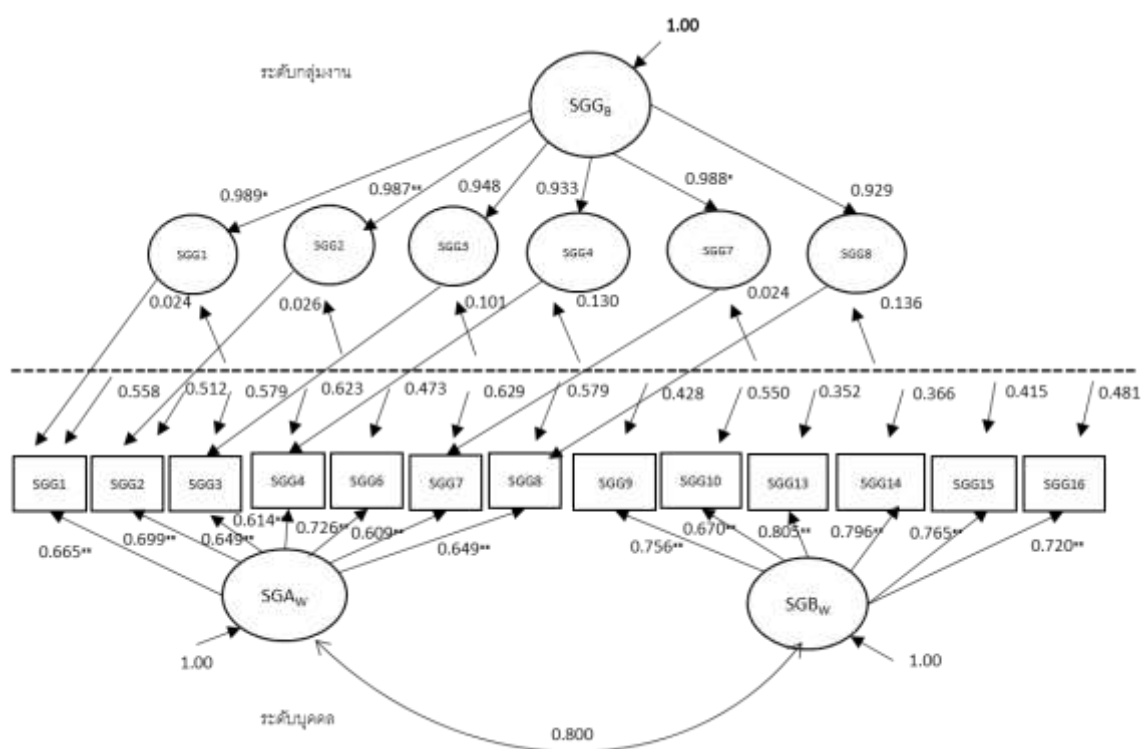 1.00
ระดับกลุ่มงาน
SGG_B
0.989* 0.987** 0.948 0.933 0.988* 0.929
SGG1 SGG2 SGG3 SGG4 SGG7 SGG8
0.024 0.026 0.101 0.130 0.024 0.136
0.558 0.512 0.579 0.623 0.473 0.629 0.579 0.428 0.550 0.352 0.366 0.415 0.481
SGG1 SGG2 SGG3 SGG4 SGG6 SGG7 SGG8 SGG9 SGG10 SGG13 SGG14 SGG15 SGG16
0.665** 0.699** 0.649** 0.614** 0.726** 0.609** 0.649** 0.756** 0.670** 0.805** 0.796** 0.765** 0.720**
SGA_W SGB_W
1.00 1.00
ระดับบุคคล
0.800